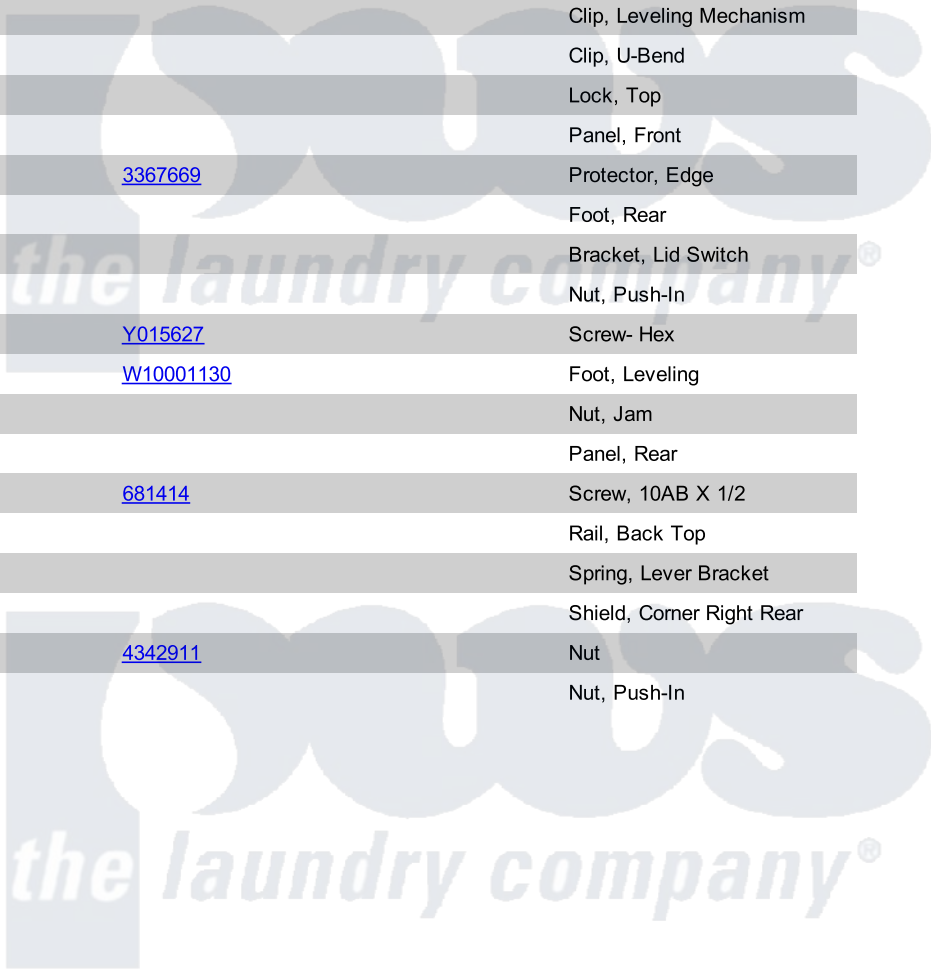 Clip, Leveling Mechanism
Clip, U-Bend
Lock, Top
Panel, Front
3367669 Protector, Edge
Foot, Rear
Bracket, Lid Switch
the laundry company®
Nut, Push-In
Y015627 Screw- Hex
W10001130 Foot, Leveling
Nut, Jam
Panel, Rear
681414 Screw, 10AB X 1/2
Rail, Back Top
Spring, Lever Bracket
Shield, Corner Right Rear
4342911 Nut
Nut, Push-In
pws
the laundry company®